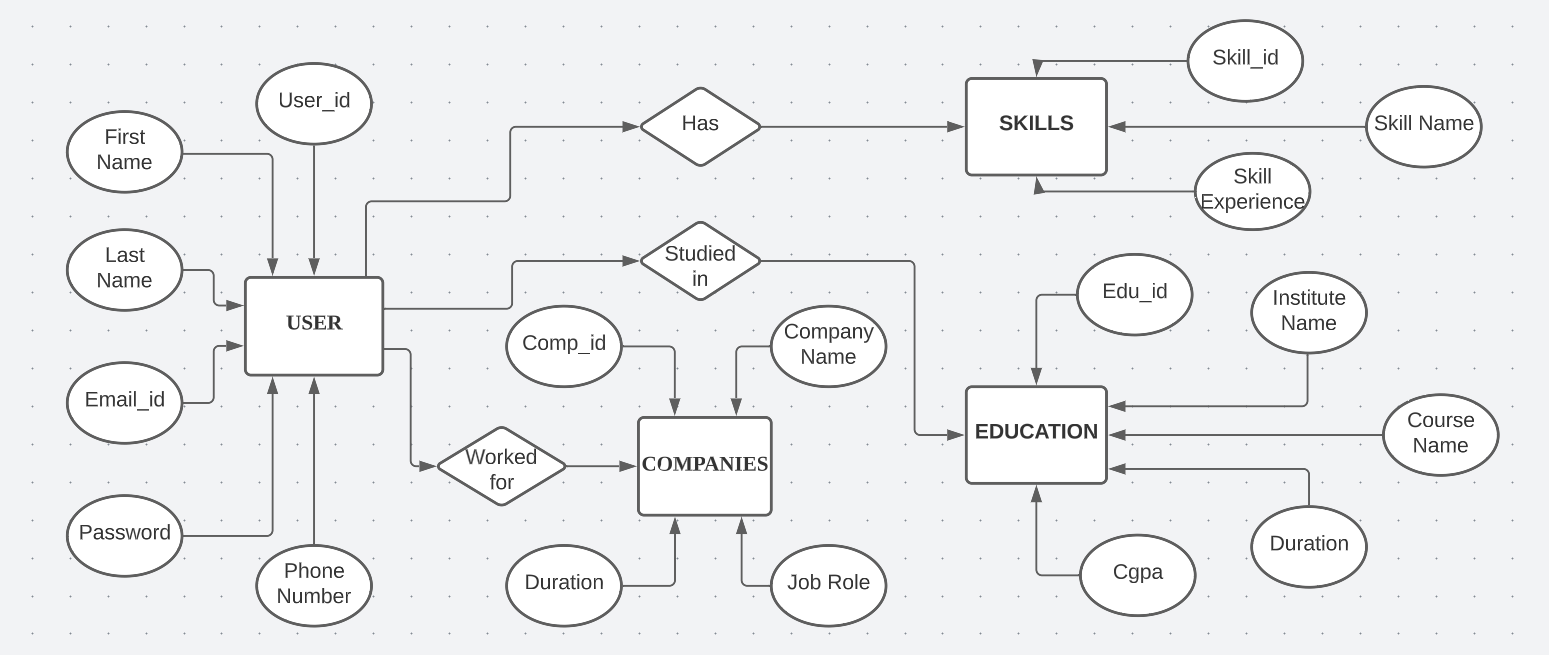 Skill_id
User_id
Has
SKILLS
Skill Name
First
Name
Skill
Experience
Last
Name
Studied
in
Edu_id
Institute
Name
USER
Comp_id
Company
Name
Email_id
EDUCATION
Course
Name
Worked
for
COMPANIES
Password
Duration
Phone
Number
Duration
Job Role
Cgpa